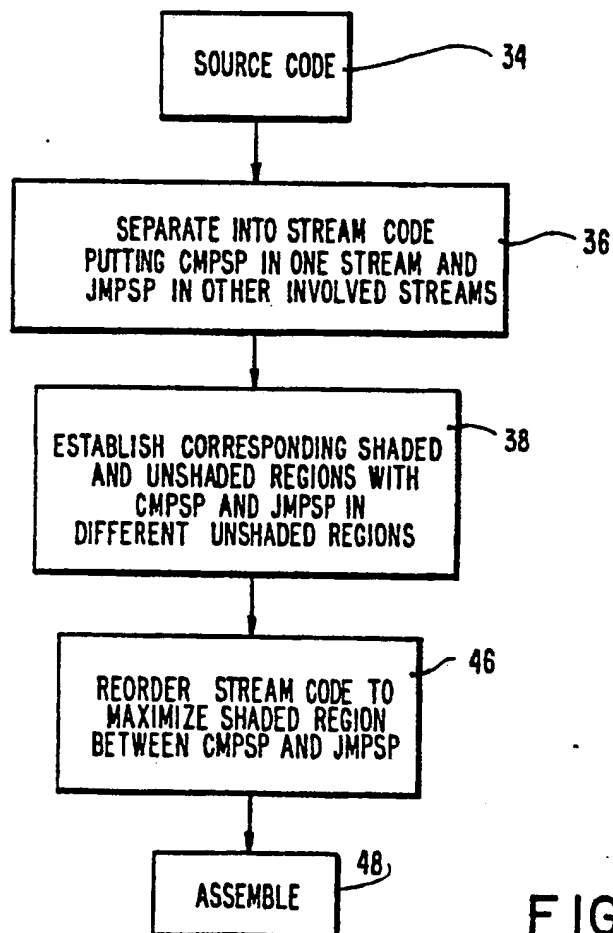 SOURCE CODE
34
SEPARATE INTO STREAM CODE
PUTTING CMPSP IN ONE STREAM AND
JMPSP IN OTHER INVOLVED STREAMS
36
ESTABLISH CORRESPONDING SHADED
AND UNSHADED REGIONS WITH
CMPSP AND JMPSP IN
DIFFERENT UNSHADED REGIONS
38
REORDER STREAM CODE TO
MAXIMIZE SHADED REGION
BETWEEN CMPSP AND JMPSP
46
ASSEMBLE
48
FIG